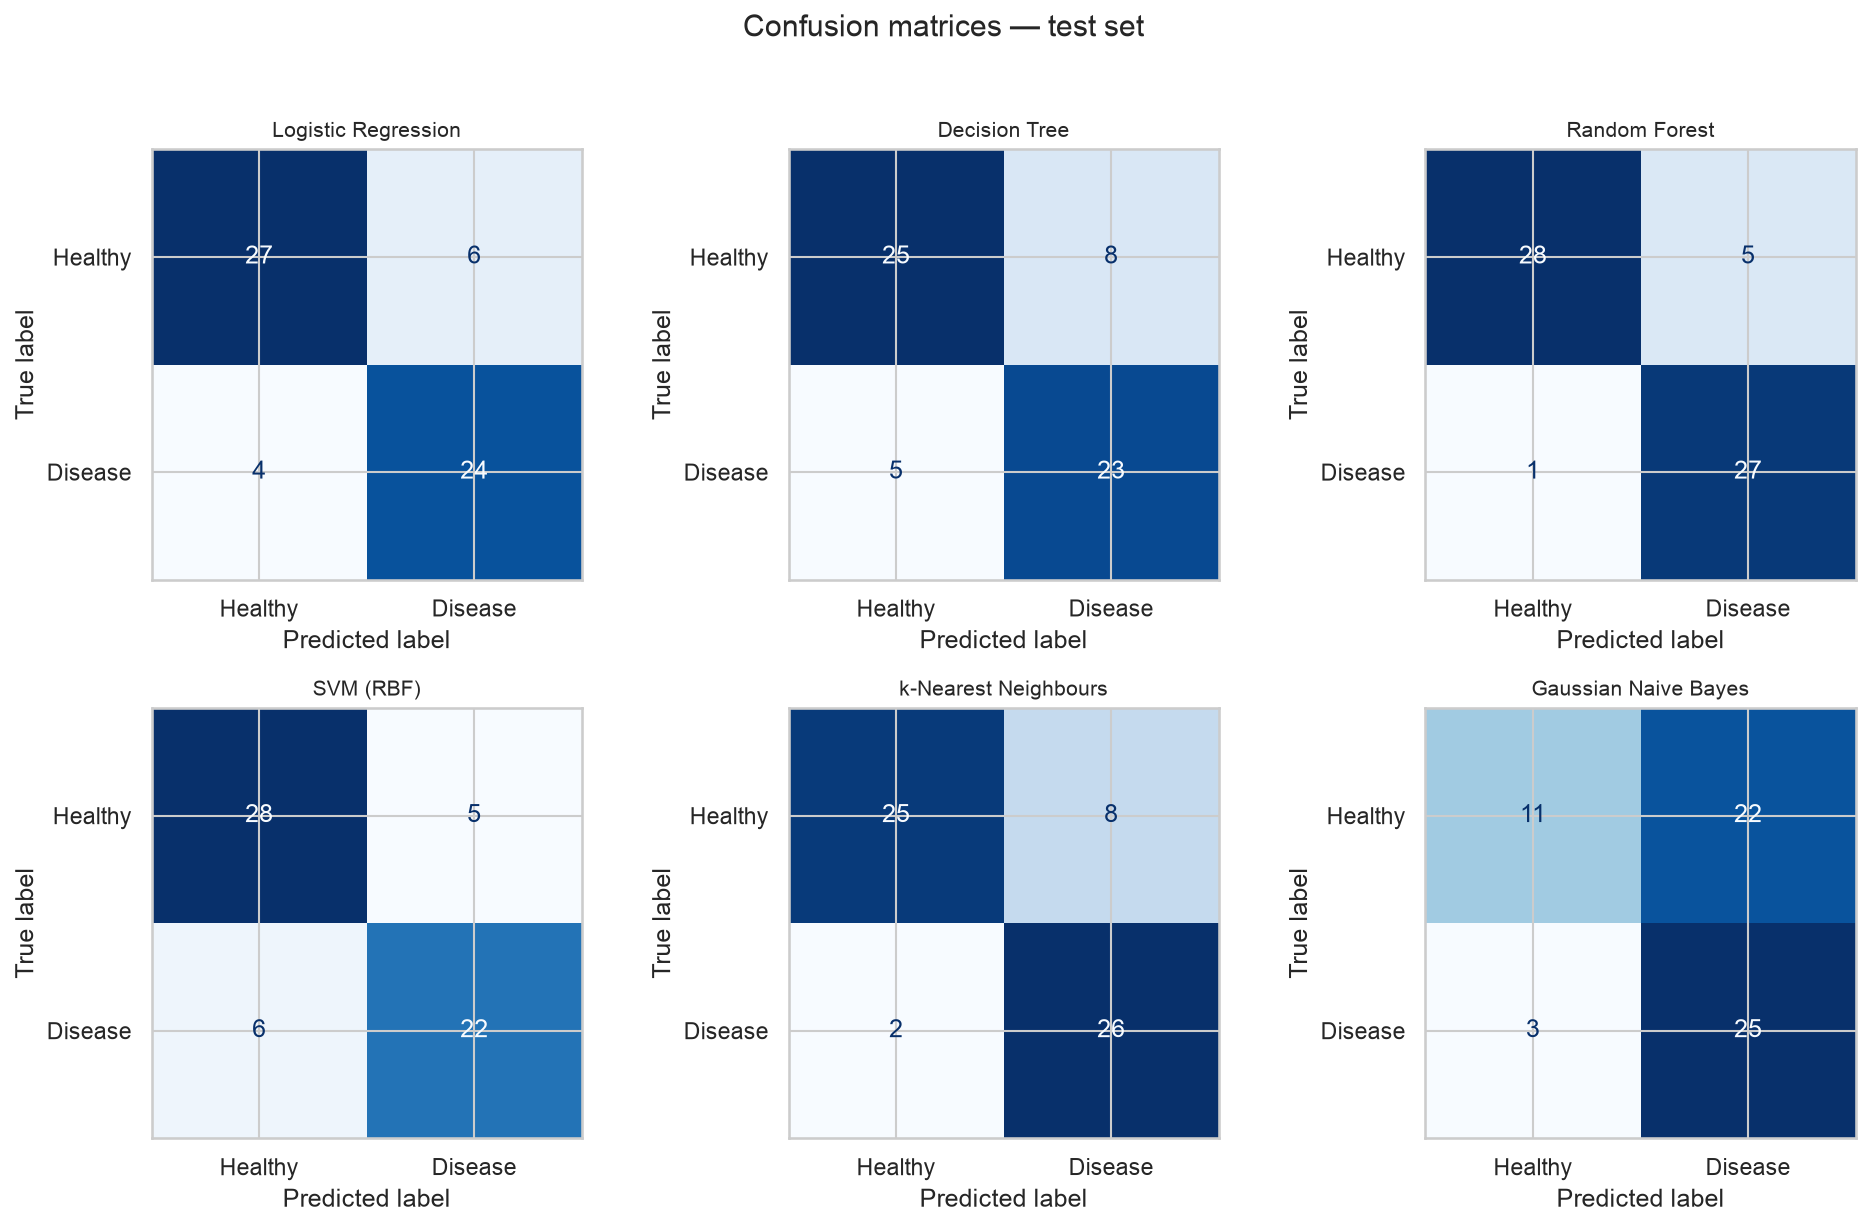 Confusion matrices — test set
Logistic Regression
True label
Healthy
27 6
Disease
4 24
Healthy Disease
Predicted label
Decision Tree
True label
Healthy
25 8
Disease
5 23
Healthy Disease
Predicted label
Random Forest
True label
Healthy
28 5
Disease
1 27
Healthy Disease
Predicted label
SVM (RBF)
True label
Healthy
28 5
Disease
6 22
Healthy Disease
Predicted label
k-Nearest Neighbours
True label
Healthy
25 8
Disease
2 26
Healthy Disease
Predicted label
Gaussian Naive Bayes
True label
Healthy
11 22
Disease
3 25
Healthy Disease
Predicted label